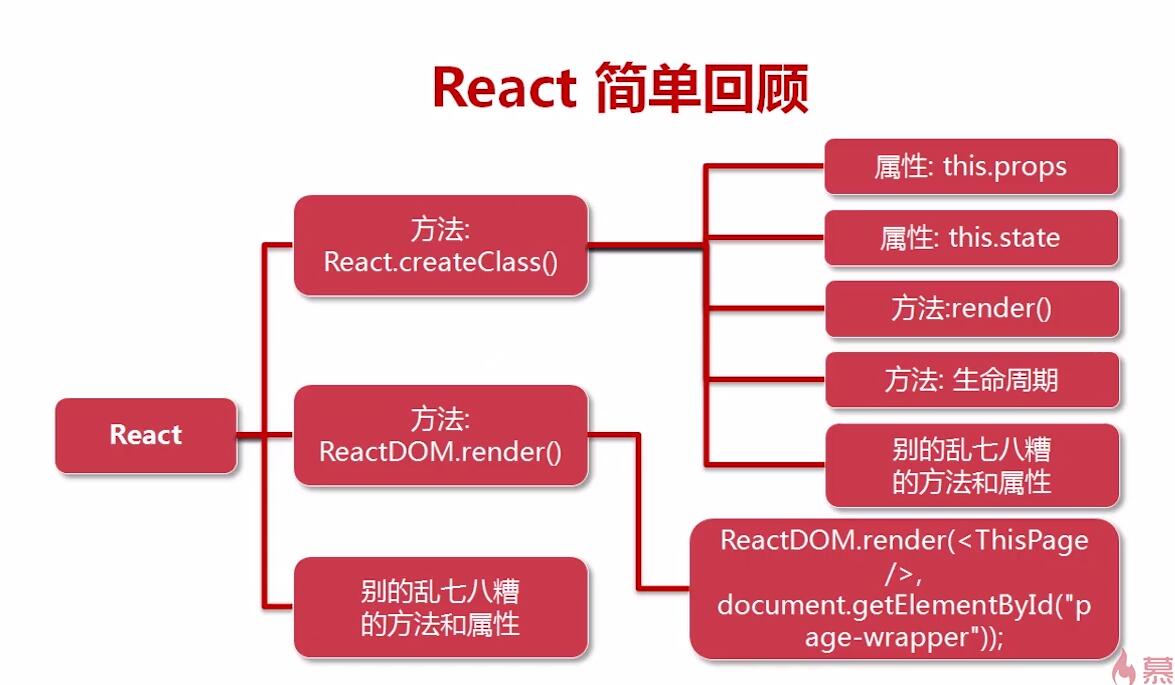 React 简单回顾
属性: this.props
方法:
React.createClass()
属性: this.state
方法:render()
方法: 生命周期
别的乱七八糟
的方法和属性
React
方法:
ReactDOM.render()
ReactDOM.render(<ThisPage
/>,
document.getElementById("p
age-wrapper"));
别的乱七八糟
的方法和属性
慕